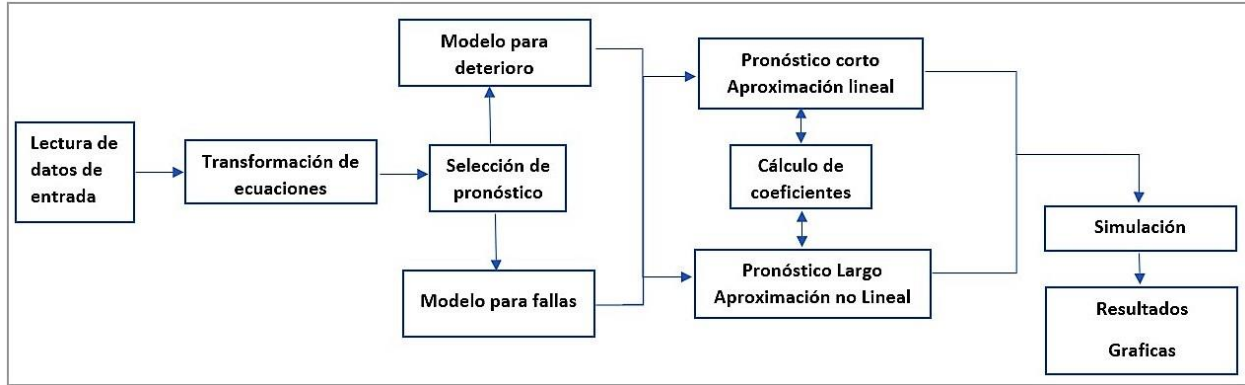 Lectura de
datos de
entrada
Transformación de
ecuaciones
Modelo para
deterioro
Selección de
pronóstico
Modelo para fallas
Pronóstico corto
Aproximación lineal
Cálculo de
coeficientes
Pronóstico Largo
Aproximación no Lineal
Simulación
Resultados
Graficas